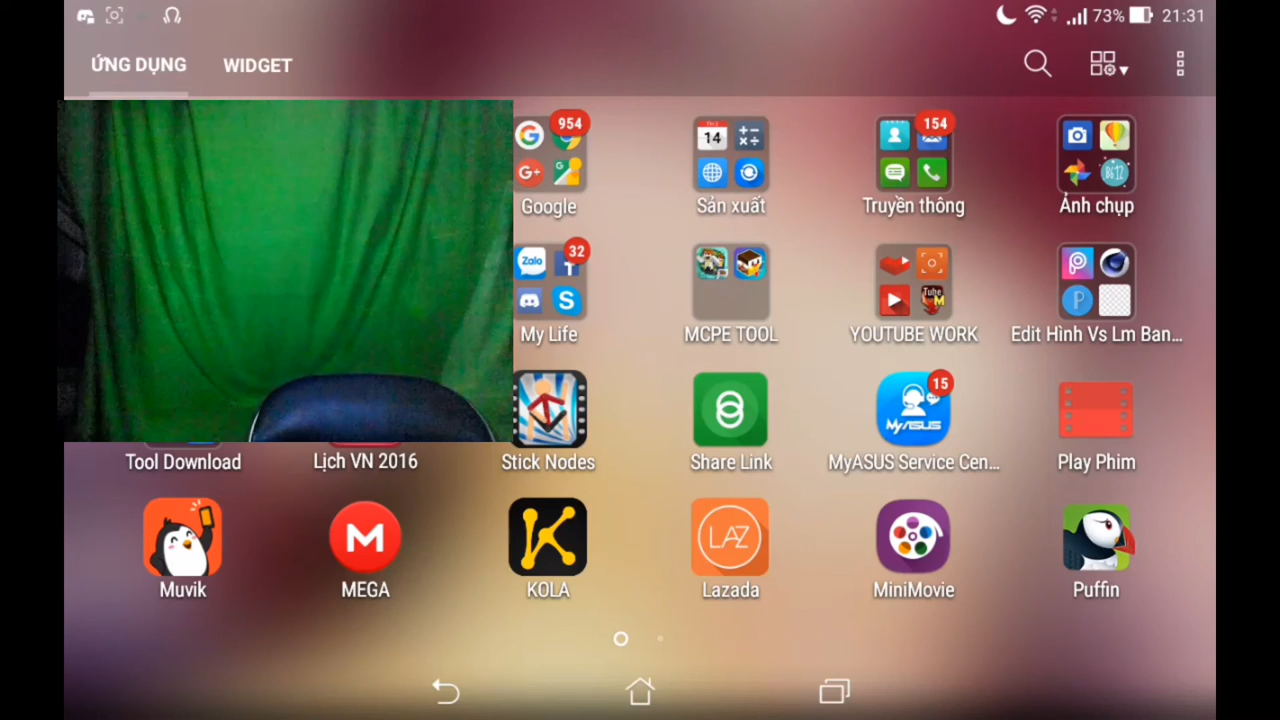 73% 21:31
ỨNG DỤNG WIDGET
954 14 154
Google Sản xuất Truyền thông Ảnh chụp
Zalo 32
My Life MCPE TOOL YOUTUBE WORK Edit Hình Vs Lm Ban...
15
MyASUS
Tool Download Lịch VN 2016 Stick Nodes Share Link MyASUS Service Cen... Play Phim
LAZ
Muvik MEGA KOLA Lazada MiniMovie Puffin